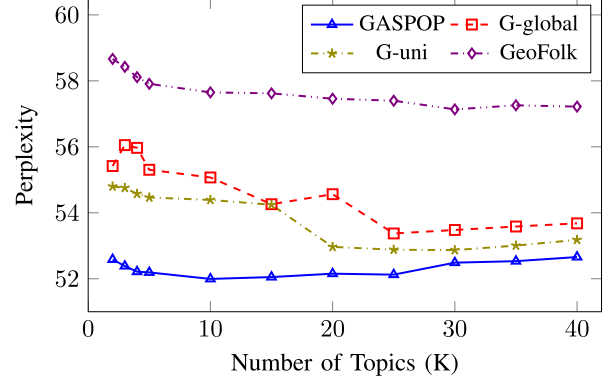 60
58
56
54
52
Perplexity
GASPOP G-global
G-uni GeoFolk
0 10 20 30 40
Number of Topics (K)